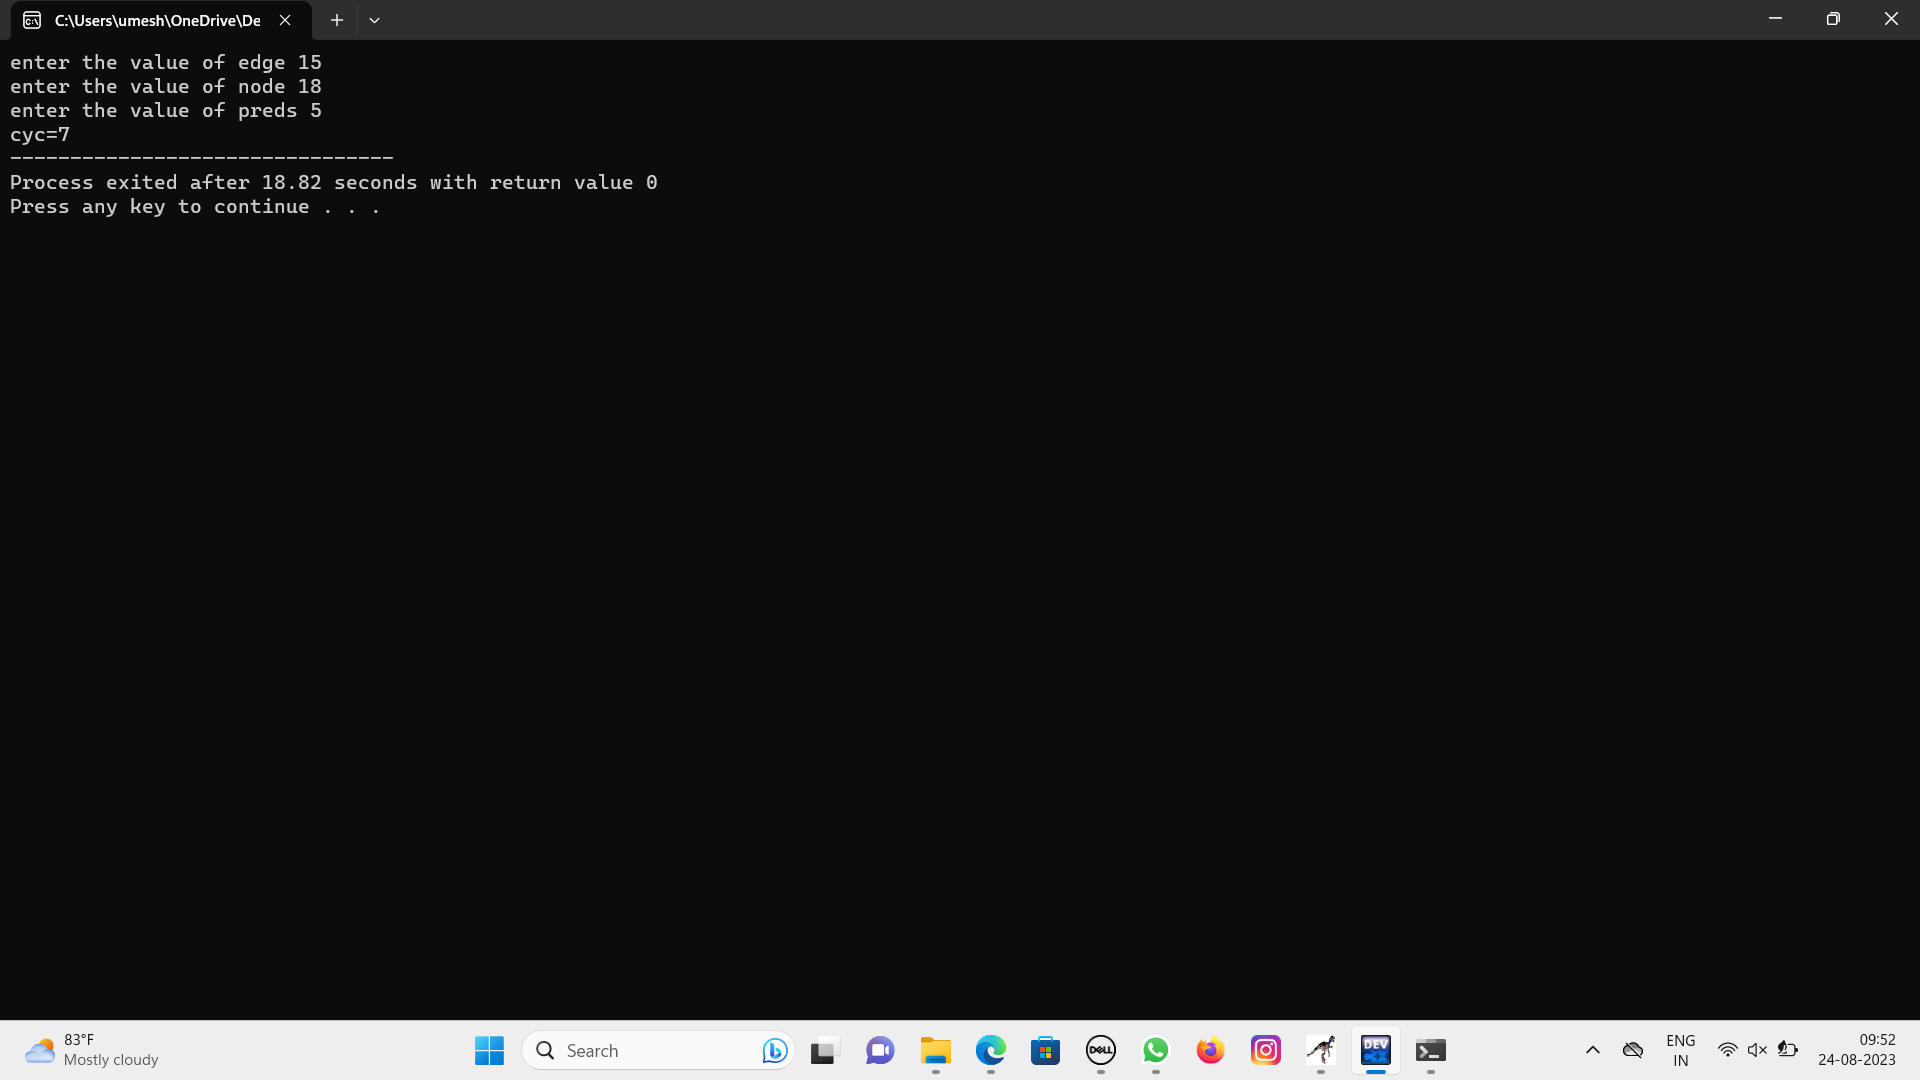 C:\Users\umesh\OneDrive\De
enter the value of edge 15
enter the value of node 18
enter the value of preds 5
cyc=7
--------------------------------
Process exited after 18.82 seconds with return value 0
Press any key to continue . . .
83°F
Mostly cloudy
Search
DELL
DEV
C++
ENG
IN
09:52
24-08-2023